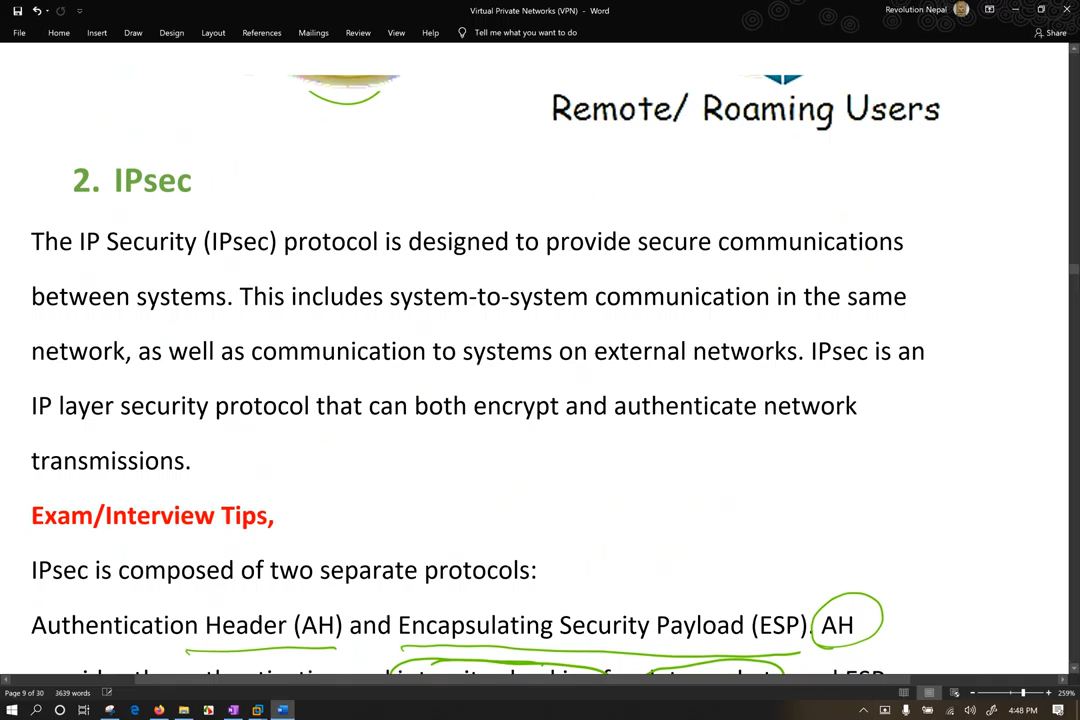 Virtual Private Networks (VPN) - Word
Revolution Nepal
File Home Insert Draw Design Layout References Mailings Review View Help Tell me what you want to do
Share
Remote/ Roaming Users
2. IPsec
The IP Security (IPsec) protocol is designed to provide secure communications
between systems. This includes system-to-system communication in the same
network, as well as communication to systems on external networks. IPsec is an
IP layer security protocol that can both encrypt and authenticate network
transmissions.
Exam/Interview Tips,
IPsec is composed of two separate protocols:
Authentication Header (AH) and Encapsulating Security Payload (ESP). AH
Page 9 of 30 3639 words
259%
4:48 PM